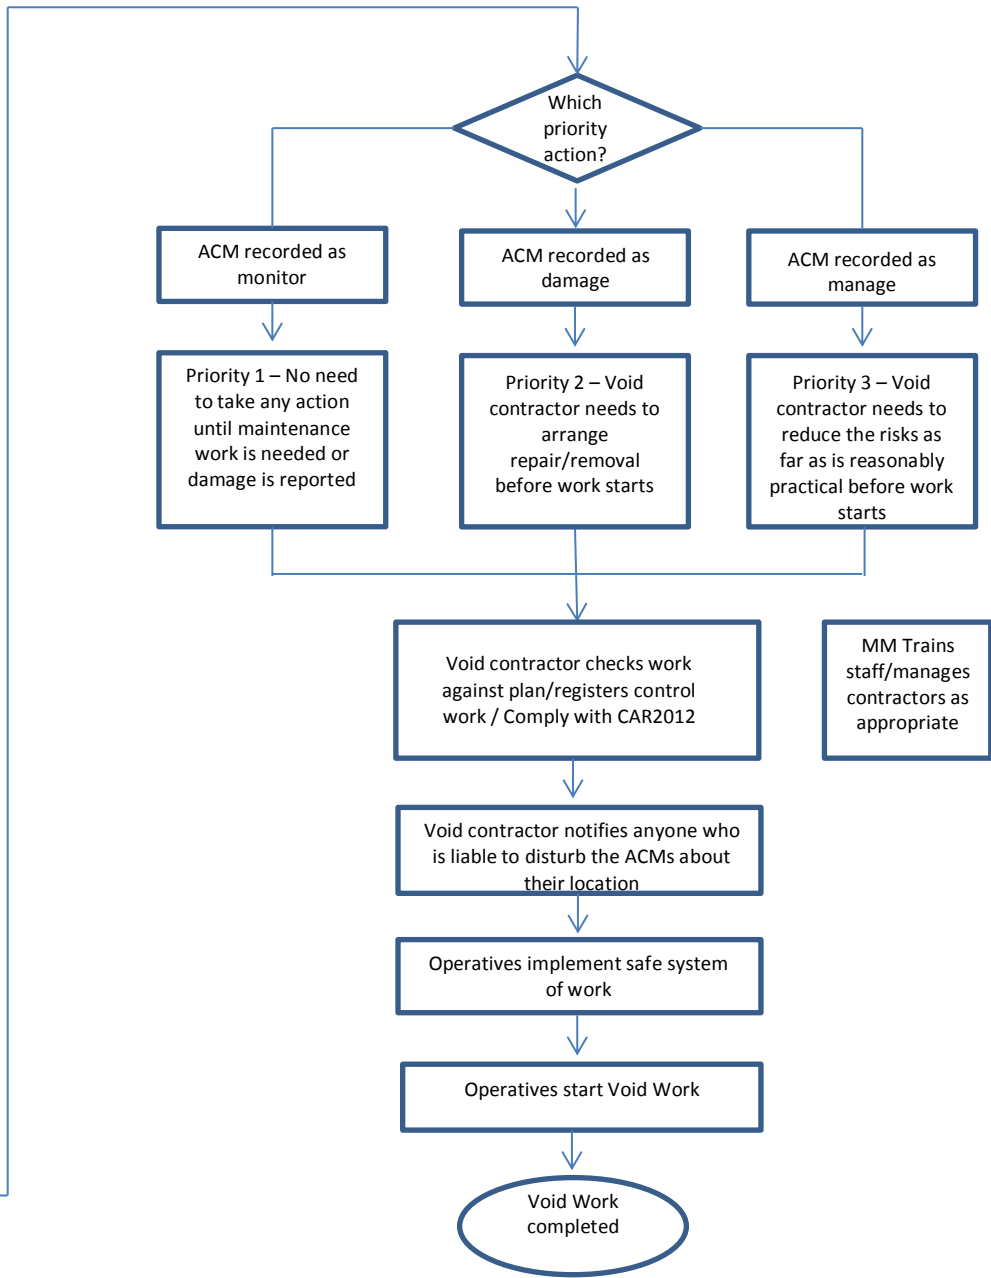 Which
priority
action?
ACM recorded as
monitor
ACM recorded as
damage
ACM recorded as
manage
Priority 1 – No need
to take any action
until maintenance
work is needed or
damage is reported
Priority 2 – Void
contractor needs to
arrange
repair/removal
before work starts
Priority 3 – Void
contractor needs to
reduce the risks as
far as is reasonably
practical before work
starts
Void contractor checks work
against plan/registers control
work / Comply with CAR2012
MM Trains
staff/manages
contractors as
appropriate
Void contractor notifies anyone who
is liable to disturb the ACMs about
their location
Operatives implement safe system
of work
Operatives start Void Work
Void Work
completed